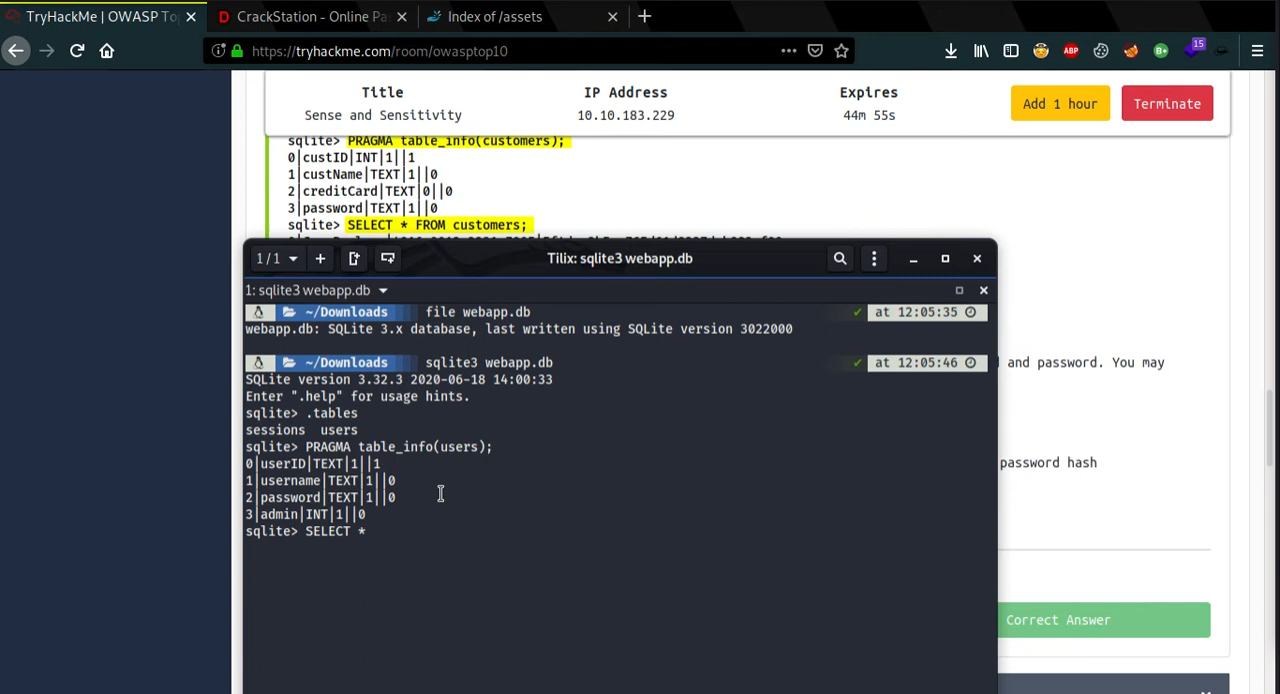 TryHackMe | OWASP To
CrackStation - Online Pa
Index of /assets
https://tryhackme.com/room/owasptop10
ABP
B+
15
Title
IP Address
Expires
Sense and Sensitivity
10.10.183.229
44m 55s
Add 1 hour
Terminate
sqlite> PRAGMA table_info(customers);
0|custID|INT|1||1
1|custName|TEXT|1||0
2|creditCard|TEXT|0||0
3|password|TEXT|1||0
sqlite> SELECT * FROM customers;
1/1
Tilix: sqlite3 webapp.db
1: sqlite3 webapp.db
~/Downloads file webapp.db
at 12:05:35
webapp.db: SQLite 3.x database, last written using SQLite version 3022000
~/Downloads sqlite3 webapp.db
at 12:05:46
and password. You may
SQLite version 3.32.3 2020-06-18 14:00:33
Enter ".help" for usage hints.
sqlite> .tables
sessions users
sqlite> PRAGMA table_info(users);
0|userID|TEXT|1||1
password hash
1|username|TEXT|1||0
2|password|TEXT|1||0
3|admin|INT|1||0
sqlite> SELECT *
Correct Answer